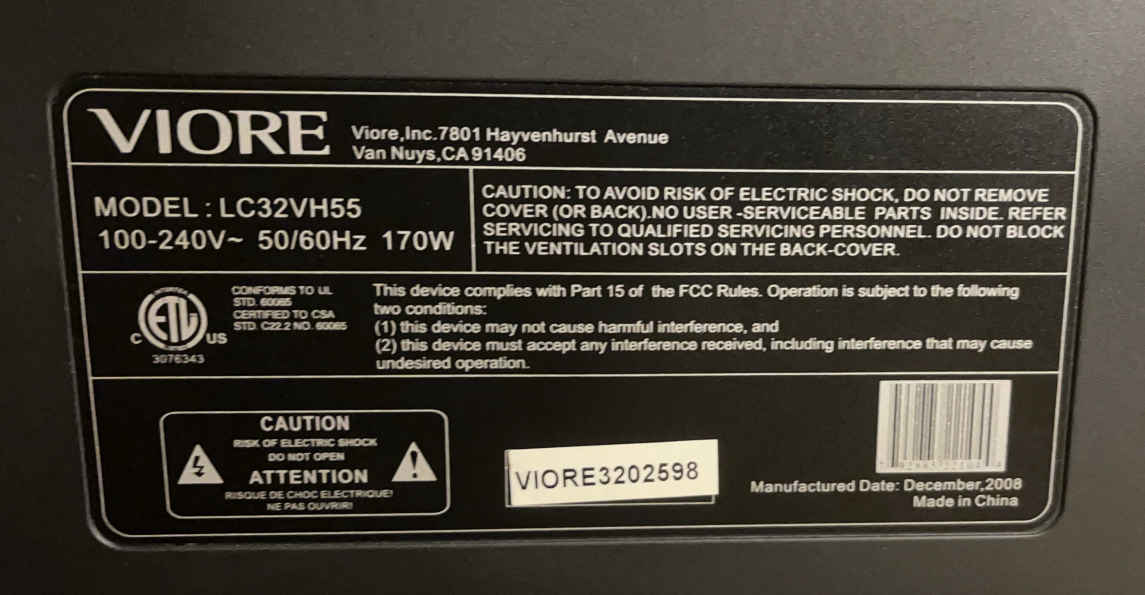 VIORE
Viore,Inc.7801 Hayvenhurst Avenue
Van Nuys,CA 91406
MODEL : LC32VH55
100-240V~ 50/60Hz 170W
CAUTION: TO AVOID RISK OF ELECTRIC SHOCK, DO NOT REMOVE
COVER (OR BACK).NO USER -SERVICEABLE PARTS INSIDE. REFER
SERVICING TO QUALIFIED SERVICING PERSONNEL. DO NOT BLOCK
THE VENTILATION SLOTS ON THE BACK-COVER.
C ETL US
3076343
CONFORMS TO UL
STD. 60065
CERTIFIED TO CSA
STD. C22.2 NO. 60065
This device complies with Part 15 of the FCC Rules. Operation is subject to the following
two conditions:
(1) this device may not cause harmful interference, and
(2) this device must accept any interference received, including interference that may cause
undesired operation.
CAUTION
RISK OF ELECTRIC SHOCK
DO NOT OPEN
ATTENTION
RISQUE DE CHOC ELECTRIQUE!
NE PAS OUVRIR!
VIORE3202598
Manufactured Date: December,2008
Made in China